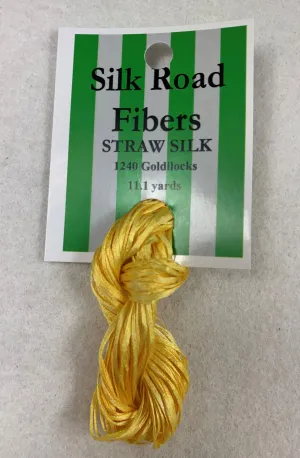 Silk Road
Fibers
STRAW SILK
1240 Goldilocks
11.1 yards